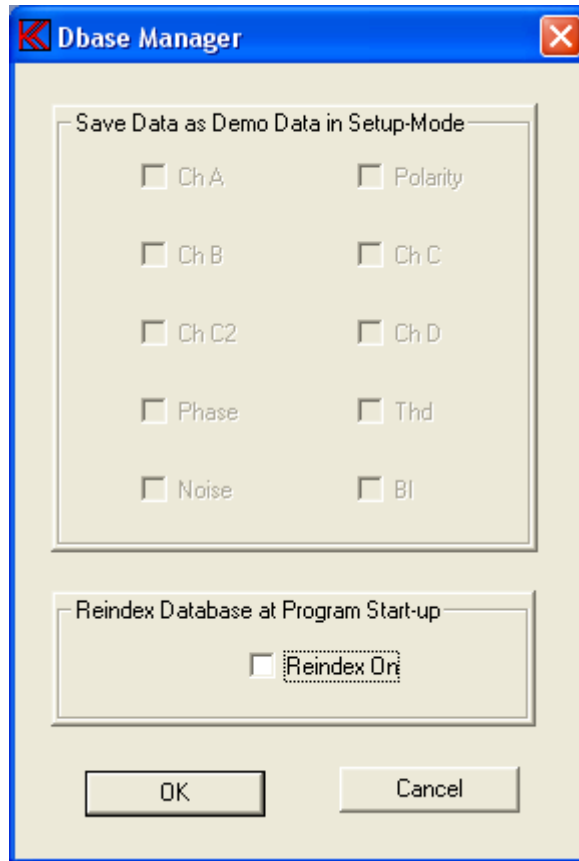 Dbase Manager
Save Data as Demo Data in Setup-Mode
Ch A Polarity
Ch B Ch C
Ch C2 Ch D
Phase Thd
Noise Bl
Reindex Database at Program Start-up
Reindex On
OK Cancel